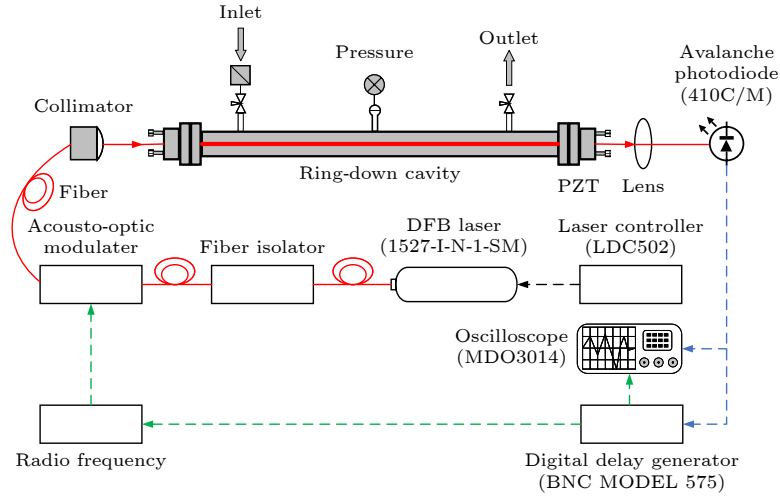 Inlet
Pressure
Outlet
Avalanche
photodiode
(410C/M)
Collimator
Ring-down cavity
PZT
Lens
Fiber
Acousto-optic
modulater
Fiber isolator
DFB laser
(1527-I-N-1-SM)
Laser controller
(LDC502)
Oscilloscope
(MDO3014)
Radio frequency
Digital delay generator
(BNC MODEL 575)